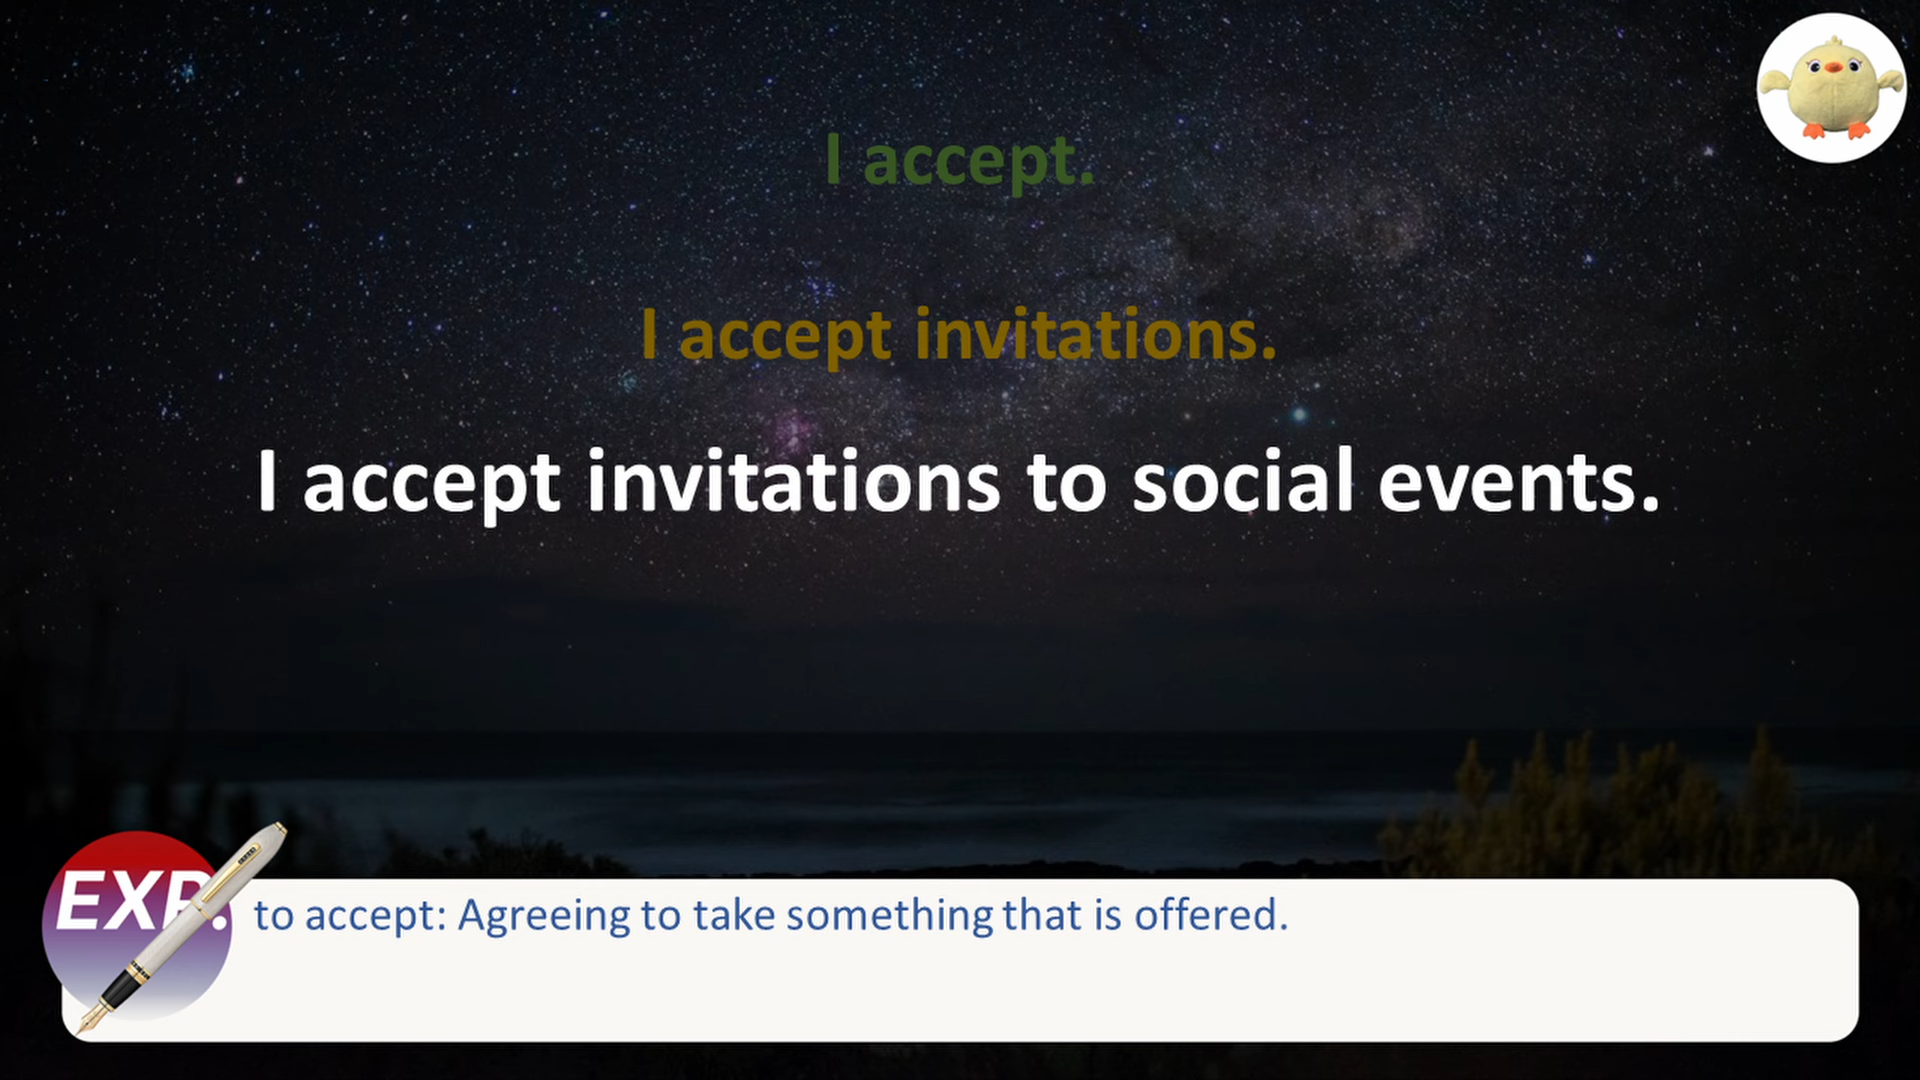 I accept.
I accept invitations.
I accept invitations to social events.
EXP.
to accept: Agreeing to take something that is offered.